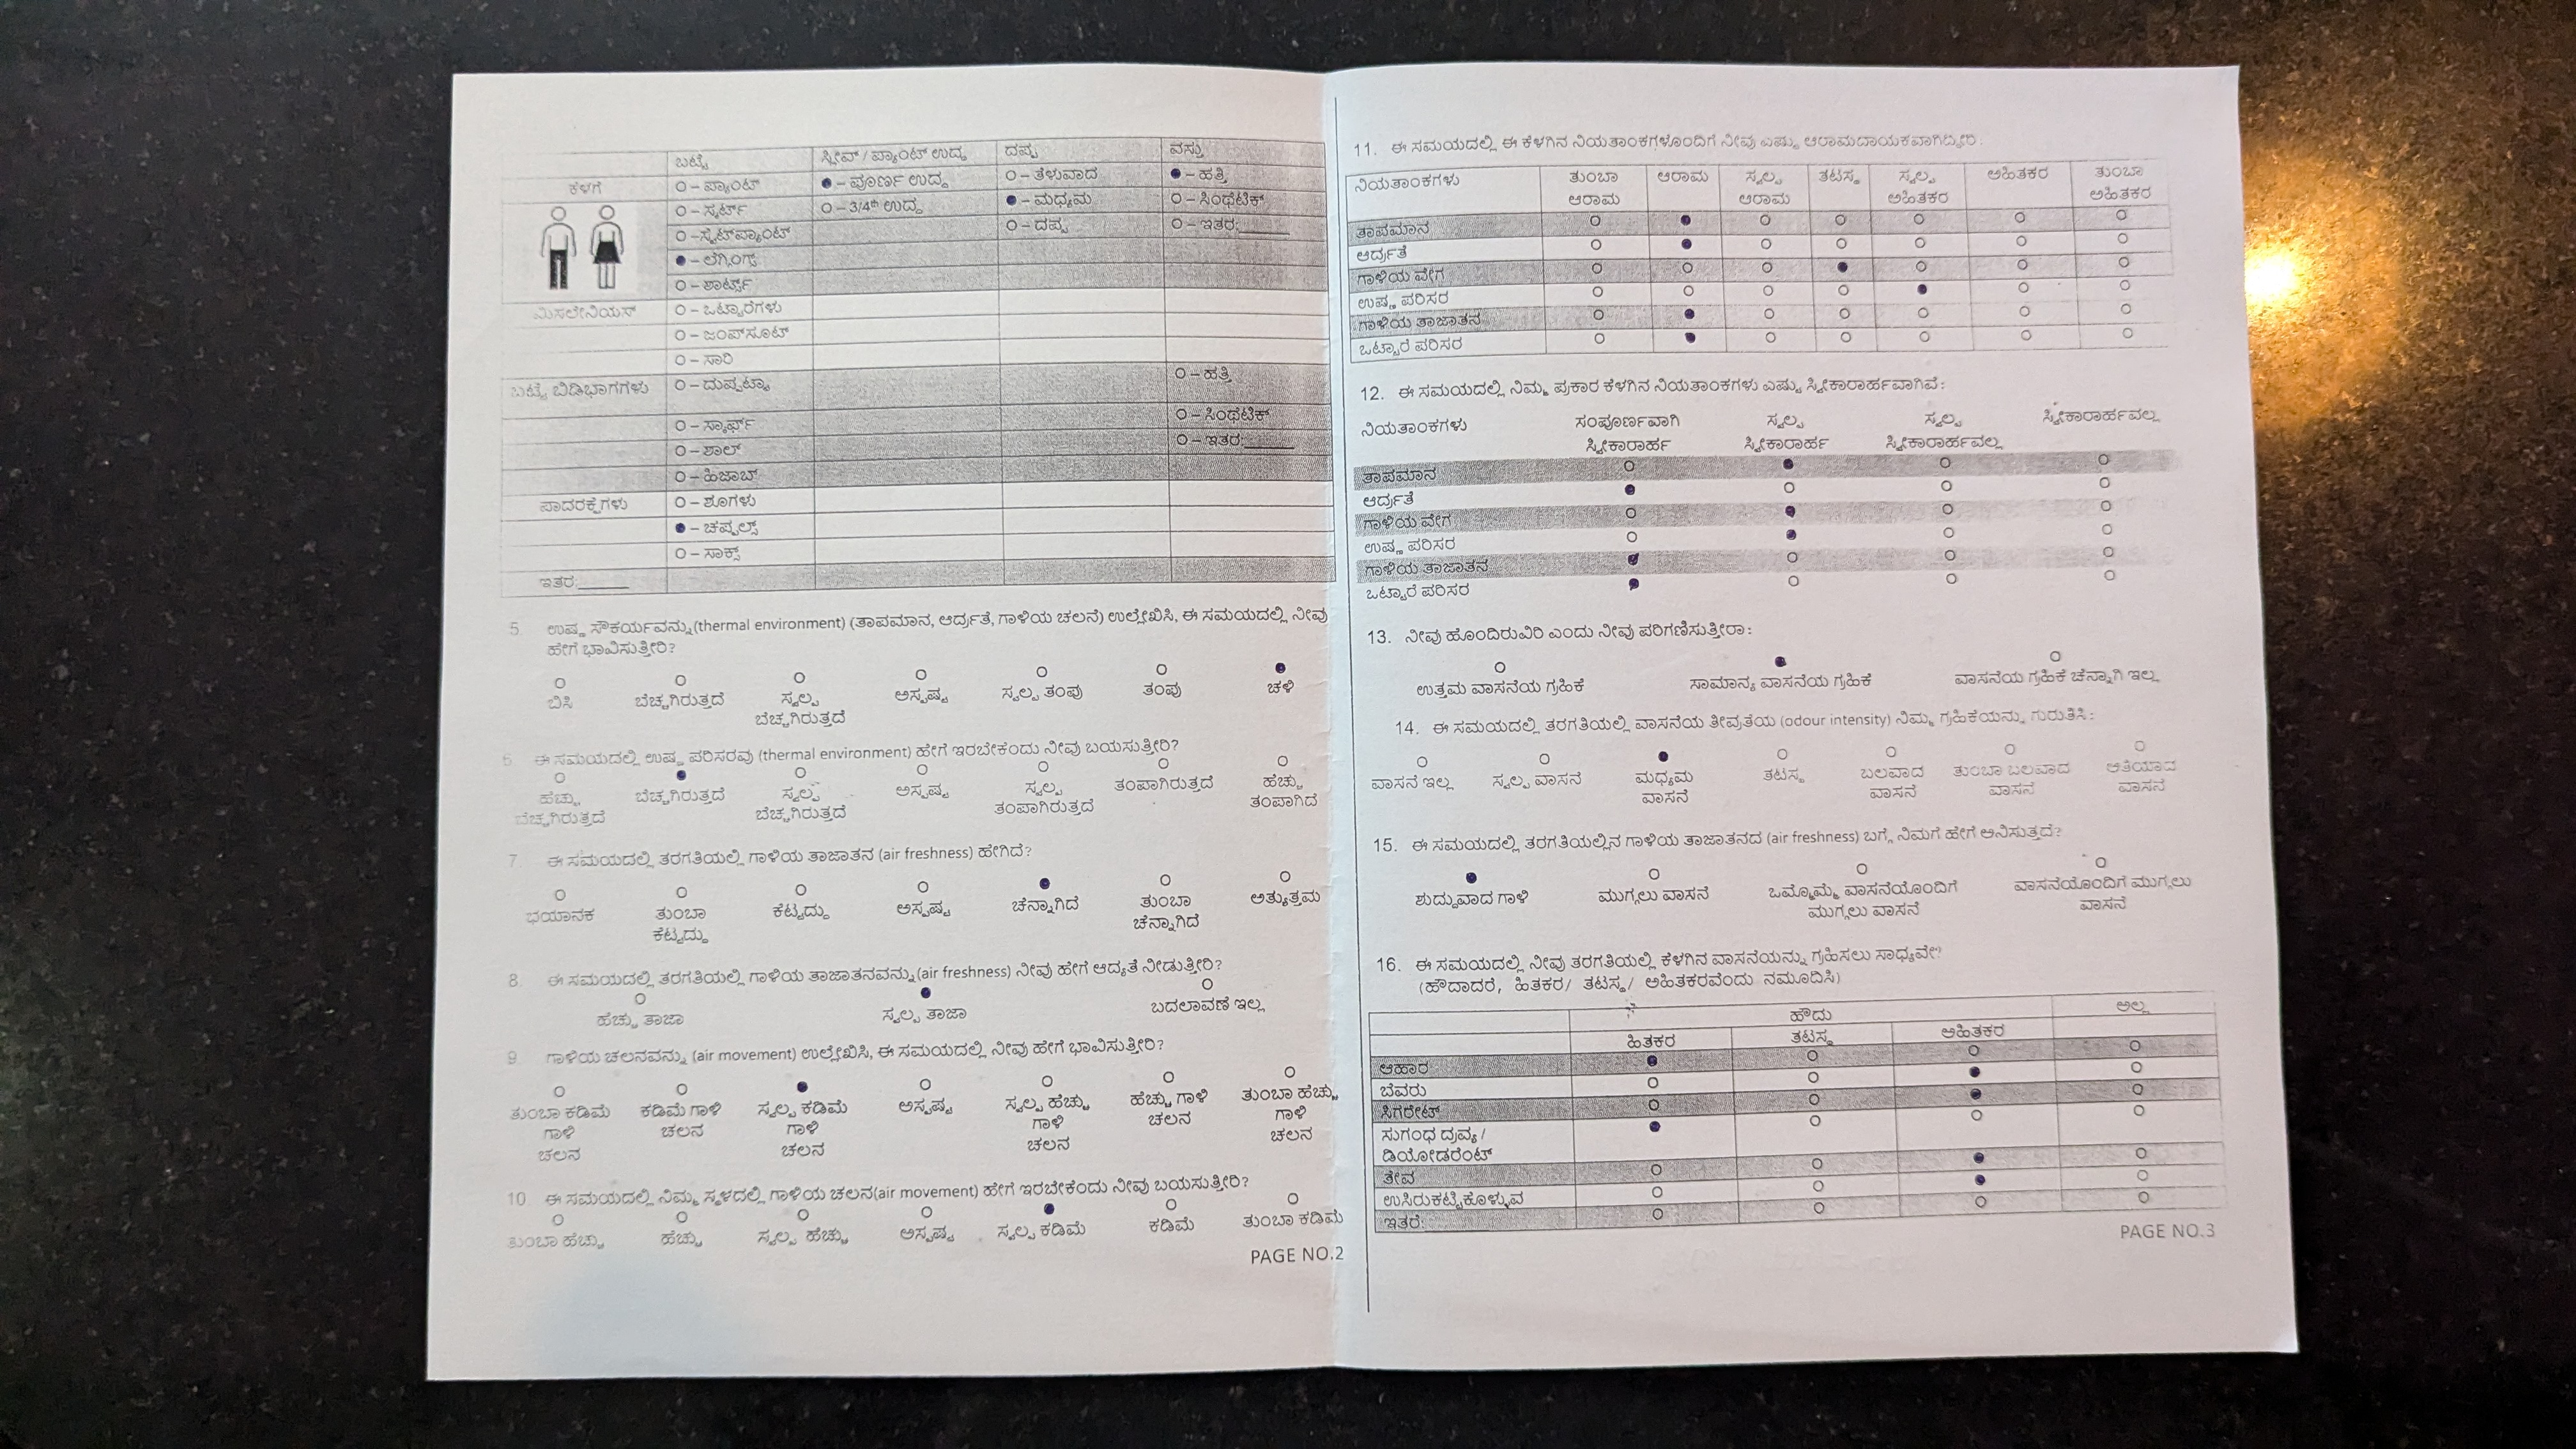 ಬಟ್ಟೆ ಸ್ಲೀವ್ / ಪ್ಯಾಂಟ್ ಉದ್ದ ದಪ್ಪ ವಸ್ತು
ಕೆಳಗೆ ○ – ಪ್ಯಾಂಟ್ ● – ಪೂರ್ಣ ಉದ್ದ ○ – ತೆಳುವಾದ ● – ಹತ್ತಿ
○ – ಸ್ಕರ್ಟ್ ○ – 3/4th ಉದ್ದ ● – ಮಧ್ಯಮ ○ – ಸಿಂಥೆಟಿಕ್
○ –ಸ್ವೆಟ್‌ಪ್ಯಾಂಟ್ ○ – ದಪ್ಪ ○ – ಇತರ:______
● – ಲೆಗ್ಗಿಂಗ್ಸ್
○ – ಶಾರ್ಟ್ಸ್
ಮಿಸಲೇನಿಯಸ್ ○ – ಒಟ್ಟಾರೆಗಳು
○ – ಜಂಪ್‌ಸೂಟ್
○ – ಸಾರಿ
ಬಟ್ಟೆ ಬಿಡಿಭಾಗಗಳು ○ – ದುಪ್ಪಟ್ಟಾ ○ – ಹತ್ತಿ
○ – ಸ್ಕಾರ್ಫ್ ○ – ಸಿಂಥೆಟಿಕ್
○ – ಶಾಲ್ ○ – ಇತರ:______
○ – ಹಿಜಾಬ್
ಪಾದರಕ್ಷೆಗಳು ○ – ಶೂಗಳು
● – ಚಪ್ಪಲ್ಸ್
○ – ಸಾಕ್ಸ್
ಇತರ:______
5. ಉಷ್ಣ ಸೌಕರ್ಯವನ್ನು(thermal environment) (ತಾಪಮಾನ, ಆರ್ದ್ರತೆ, ಗಾಳಿಯ ಚಲನೆ) ಉಲ್ಲೇಖಿಸಿ, ಈ ಸಮಯದಲ್ಲಿ ನೀವು
ಹೇಗೆ ಭಾವಿಸುತ್ತೀರಿ?
○ ○ ○ ○ ○ ○ ●
ಬಿಸಿ ಬೆಚ್ಚಗಿರುತ್ತದೆ ಸ್ವಲ್ಪ ಅಸ್ಪಷ್ಟ ಸ್ವಲ್ಪ ತಂಪು ತಂಪು ಚಳಿ
ಬೆಚ್ಚಗಿರುತ್ತದೆ
6. ಈ ಸಮಯದಲ್ಲಿ ಉಷ್ಣ ಪರಿಸರವು (thermal environment) ಹೇಗೆ ಇರಬೇಕೆಂದು ನೀವು ಬಯಸುತ್ತೀರಿ?
○ ● ○ ○ ○ ○ ○
ಹೆಚ್ಚು ಬೆಚ್ಚಗಿರುತ್ತದೆ ಸ್ವಲ್ಪ ಅಸ್ಪಷ್ಟ ಸ್ವಲ್ಪ ತಂಪಾಗಿರುತ್ತದೆ ಹೆಚ್ಚು
ಬೆಚ್ಚಗಿರುತ್ತದೆ ಬೆಚ್ಚಗಿರುತ್ತದೆ ತಂಪಾಗಿರುತ್ತದೆ ತಂಪಾಗಿದೆ
7. ಈ ಸಮಯದಲ್ಲಿ ತರಗತಿಯಲ್ಲಿ ಗಾಳಿಯ ತಾಜಾತನ (air freshness) ಹೇಗಿದೆ?
○ ○ ○ ○ ● ○ ○
ಭಯಾನಕ ತುಂಬಾ ಕೆಟ್ಟದ್ದು ಅಸ್ಪಷ್ಟ ಚೆನ್ನಾಗಿದೆ ತುಂಬಾ ಅತ್ಯುತ್ತಮ
ಕೆಟ್ಟದ್ದು ಚೆನ್ನಾಗಿದೆ
8. ಈ ಸಮಯದಲ್ಲಿ ತರಗತಿಯಲ್ಲಿ ಗಾಳಿಯ ತಾಜಾತನವನ್ನು(air freshness) ನೀವು ಹೇಗೆ ಆದ್ಯತೆ ನೀಡುತ್ತೀರಿ?
○ ● ○
ಹೆಚ್ಚು ತಾಜಾ ಸ್ವಲ್ಪ ತಾಜಾ ಬದಲಾವಣೆ ಇಲ್ಲ
9. ಗಾಳಿಯ ಚಲನವನ್ನು (air movement) ಉಲ್ಲೇಖಿಸಿ, ಈ ಸಮಯದಲ್ಲಿ ನೀವು ಹೇಗೆ ಭಾವಿಸುತ್ತೀರಿ?
○ ○ ● ○ ○ ○ ○
ತುಂಬಾ ಕಡಿಮೆ ಕಡಿಮೆ ಗಾಳಿ ಸ್ವಲ್ಪ ಕಡಿಮೆ ಅಸ್ಪಷ್ಟ ಸ್ವಲ್ಪ ಹೆಚ್ಚು ಹೆಚ್ಚು ಗಾಳಿ ತುಂಬಾ ಹೆಚ್ಚು
ಗಾಳಿ ಚಲನ ಗಾಳಿ ಗಾಳಿ ಚಲನ ಗಾಳಿ
ಚಲನ ಚಲನ ಚಲನ ಚಲನ
10. ಈ ಸಮಯದಲ್ಲಿ ನಿಮ್ಮ ಸ್ಥಳದಲ್ಲಿ ಗಾಳಿಯ ಚಲನ(air movement) ಹೇಗೆ ಇರಬೇಕೆಂದು ನೀವು ಬಯಸುತ್ತೀರಿ?
○ ○ ○ ○ ● ○ ○
ತುಂಬಾ ಹೆಚ್ಚು ಹೆಚ್ಚು ಸ್ವಲ್ಪ ಹೆಚ್ಚು ಅಸ್ಪಷ್ಟ ಸ್ವಲ್ಪ ಕಡಿಮೆ ಕಡಿಮೆ ತುಂಬಾ ಕಡಿಮೆ
PAGE NO.2
11. ಈ ಸಮಯದಲ್ಲಿ ಈ ಕೆಳಗಿನ ನಿಯತಾಂಕಗಳೊಂದಿಗೆ ನೀವು ಎಷ್ಟು ಆರಾಮದಾಯಕವಾಗಿದ್ದೀರಿ:
ನಿಯತಾಂಕಗಳು ತುಂಬಾ ಆರಾಮ ಸ್ವಲ್ಪ ತಟಸ್ಥ ಸ್ವಲ್ಪ ಅಹಿತಕರ ತುಂಬಾ
ಆರಾಮ ಆರಾಮ ಅಹಿತಕರ ಅಹಿತಕರ
ತಾಪಮಾನ ○ ● ○ ○ ○ ○ ○
ಆರ್ದ್ರತೆ ○ ● ○ ○ ○ ○ ○
ಗಾಳಿಯ ವೇಗ ○ ○ ○ ● ○ ○ ○
ಉಷ್ಣ ಪರಿಸರ ○ ○ ○ ○ ● ○ ○
ಗಾಳಿಯ ತಾಜಾತನ ○ ● ○ ○ ○ ○ ○
ಒಟ್ಟಾರೆ ಪರಿಸರ ○ ● ○ ○ ○ ○ ○
12. ಈ ಸಮಯದಲ್ಲಿ ನಿಮ್ಮ ಪ್ರಕಾರ ಕೆಳಗಿನ ನಿಯತಾಂಕಗಳು ಎಷ್ಟು ಸ್ವೀಕಾರಾರ್ಹವಾಗಿವೆ:
ನಿಯತಾಂಕಗಳು ಸಂಪೂರ್ಣವಾಗಿ ಸ್ವಲ್ಪ ಸ್ವಲ್ಪ ಸ್ವೀಕಾರಾರ್ಹವಲ್ಲ
ಸ್ವೀಕಾರಾರ್ಹ ಸ್ವೀಕಾರಾರ್ಹ ಸ್ವೀಕಾರಾರ್ಹವಲ್ಲ
ತಾಪಮಾನ ○ ● ○ ○
ಆರ್ದ್ರತೆ ● ○ ○ ○
ಗಾಳಿಯ ವೇಗ ○ ● ○ ○
ಉಷ್ಣ ಪರಿಸರ ○ ● ○ ○
ಗಾಳಿಯ ತಾಜಾತನ ● ○ ○ ○
ಒಟ್ಟಾರೆ ಪರಿಸರ ● ○ ○ ○
13. ನೀವು ಹೊಂದಿರುವಿರಿ ಎಂದು ನೀವು ಪರಿಗಣಿಸುತ್ತೀರಾ:
○ ● ○
ಉತ್ತಮ ವಾಸನೆಯ ಗ್ರಹಿಕೆ ಸಾಮಾನ್ಯ ವಾಸನೆಯ ಗ್ರಹಿಕೆ ವಾಸನೆಯ ಗ್ರಹಿಕೆ ಚೆನ್ನಾಗಿ ಇಲ್ಲ
14. ಈ ಸಮಯದಲ್ಲಿ ತರಗತಿಯಲ್ಲಿ ವಾಸನೆಯ ತೀವ್ರತೆಯ (odour intensity) ನಿಮ್ಮ ಗ್ರಹಿಕೆಯನ್ನು ಗುರುತಿಸಿ:
○ ○ ● ○ ○ ○ ○
ವಾಸನೆ ಇಲ್ಲ ಸ್ವಲ್ಪ ವಾಸನೆ ಮಧ್ಯಮ ತಟಸ್ಥ ಬಲವಾದ ತುಂಬಾ ಬಲವಾದ ಅತಿಯಾದ
ವಾಸನೆ ವಾಸನೆ ವಾಸನೆ ವಾಸನೆ
15. ಈ ಸಮಯದಲ್ಲಿ ತರಗತಿಯಲ್ಲಿನ ಗಾಳಿಯ ತಾಜಾತನದ (air freshness) ಬಗ್ಗೆ ನಿಮಗೆ ಹೇಗೆ ಅನಿಸುತ್ತದೆ?
● ○ ○ ○
ಶುದ್ಧವಾದ ಗಾಳಿ ಮುಗ್ಗಲು ವಾಸನೆ ಒಮ್ಮೊಮ್ಮೆ ವಾಸನೆಯೊಂದಿಗೆ ವಾಸನೆಯೊಂದಿಗೆ ಮುಗ್ಗಲು
ಮುಗ್ಗಲು ವಾಸನೆ ವಾಸನೆ
16. ಈ ಸಮಯದಲ್ಲಿ ನೀವು ತರಗತಿಯಲ್ಲಿ ಕೆಳಗಿನ ವಾಸನೆಯನ್ನು ಗ್ರಹಿಸಲು ಸಾಧ್ಯವೇ?
(ಹೌದಾದರೆ, ಹಿತಕರ/ ತಟಸ್ಥ/ ಅಹಿತಕರವೆಂದು ನಮೂದಿಸಿ)
ಹೌದು ಅಲ್ಲ
ಹಿತಕರ ತಟಸ್ಥ ಅಹಿತಕರ
ಆಹಾರ ● ○ ○ ○
ಬೆವರು ○ ○ ● ○
ಸಿಗರೇಟ್ ○ ○ ● ○
ಸುಗಂಧ ದ್ರವ್ಯ / ● ○ ○ ○
ಡಿಯೋಡರೆಂಟ್
ತೇವ ○ ○ ● ○
ಉಸಿರುಕಟ್ಟಿಕೊಳ್ಳುವ ○ ○ ● ○
ಇತರೆ: ○ ○ ○ ○
PAGE NO.3